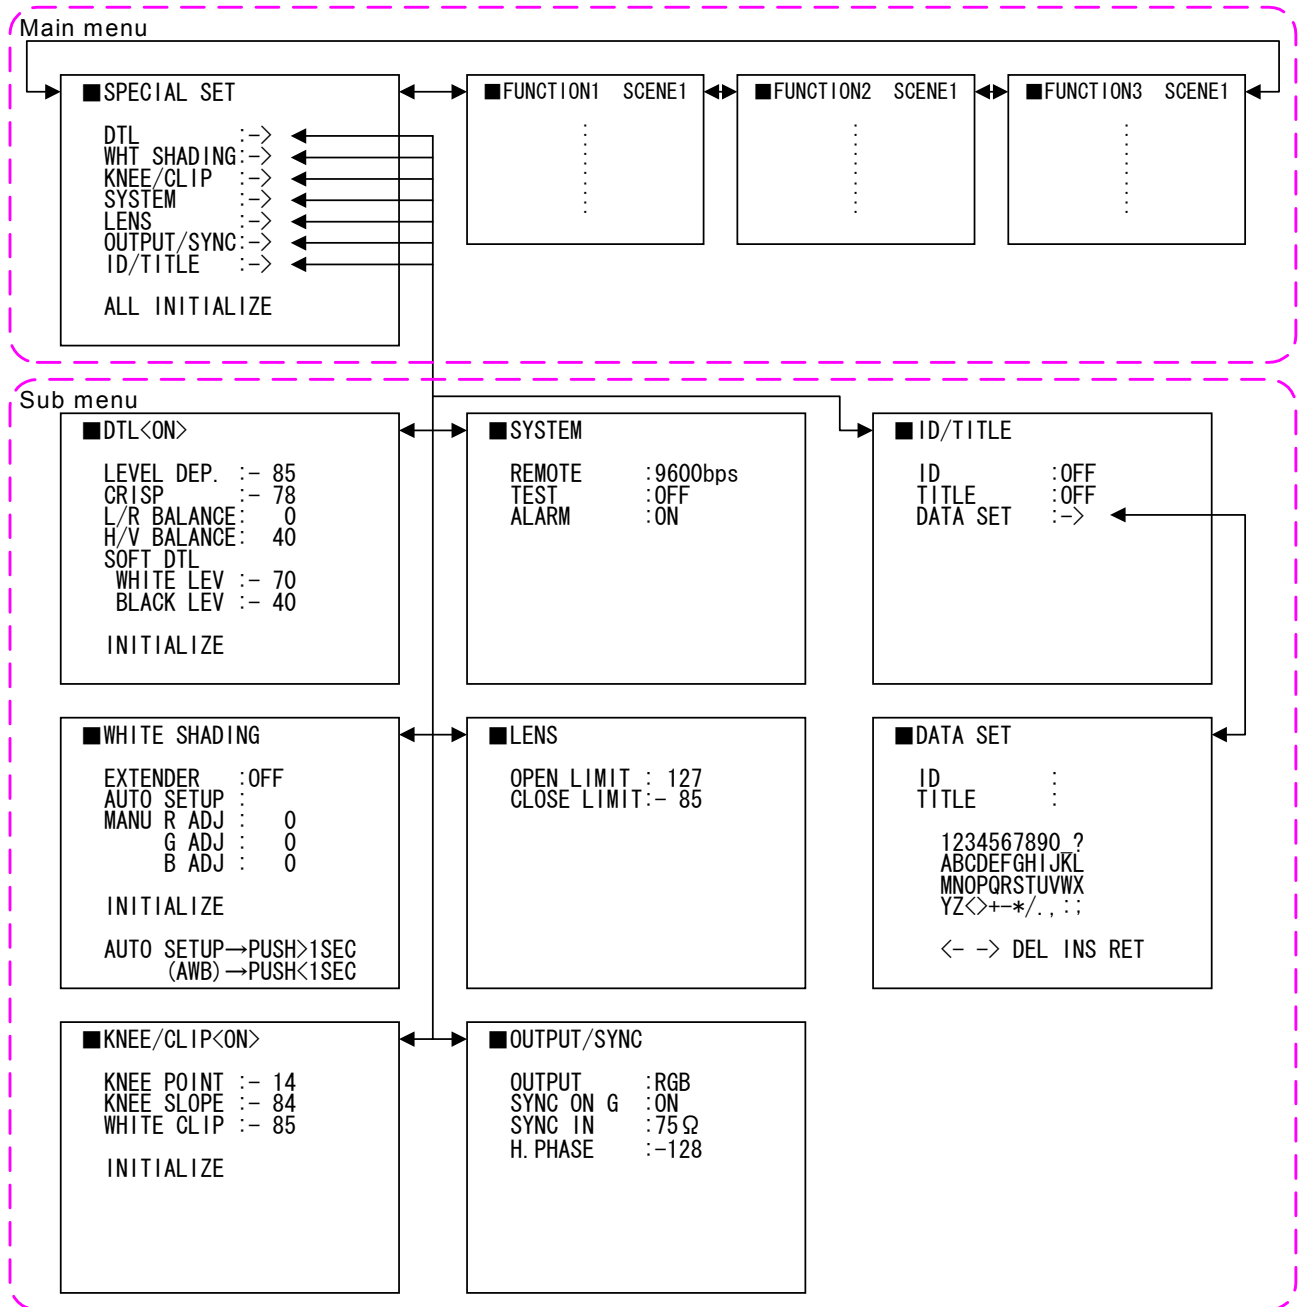 Main menu
■SPECIAL SET
DTL :->
WHT SHADING:->
KNEE/CLIP :->
SYSTEM :->
LENS :->
OUTPUT/SYNC:->
ID/TITLE :->
ALL INITIALIZE
■FUNCTION1 SCENE1
■FUNCTION2 SCENE1
■FUNCTION3 SCENE1
Sub menu
■DTL<ON>
LEVEL DEP. :- 85
CRISP :- 78
L/R BALANCE: 0
H/V BALANCE: 40
SOFT DTL
WHITE LEV :- 70
BLACK LEV :- 40
INITIALIZE
■SYSTEM
REMOTE :9600bps
TEST :OFF
ALARM :ON
■ID/TITLE
ID :OFF
TITLE :OFF
DATA SET :->
■WHITE SHADING
EXTENDER :OFF
AUTO SETUP :
MANU R ADJ : 0
G ADJ : 0
B ADJ : 0
INITIALIZE
AUTO SETUP→PUSH>1SEC
(AWB)→PUSH<1SEC
■LENS
OPEN LIMIT : 127
CLOSE LIMIT:- 85
■DATA SET
ID :
TITLE :
1234567890_?
ABCDEFGHIJKL
MNOPQRSTUVWX
YZ<>+-*/.,:;
<- -> DEL INS RET
■KNEE/CLIP<ON>
KNEE POINT :- 14
KNEE SLOPE :- 84
WHITE CLIP :- 85
INITIALIZE
■OUTPUT/SYNC
OUTPUT :RGB
SYNC ON G :ON
SYNC IN :75Ω
H.PHASE :-128